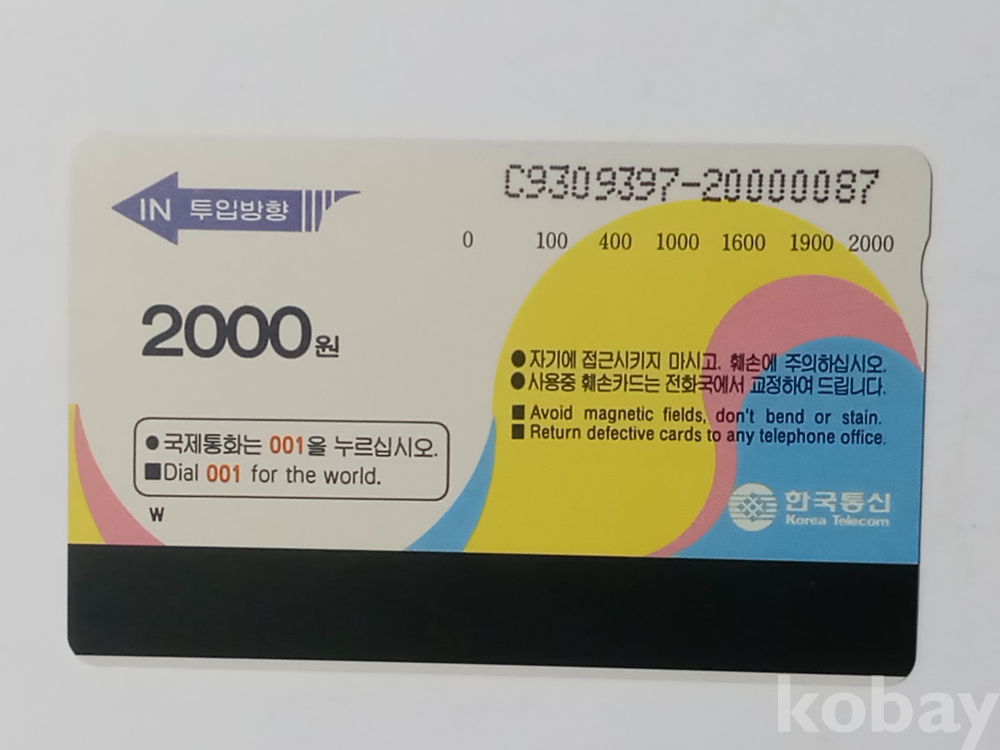 IN 투입방향
C9309397-20000087
0 100 400 1000 1600 1900 2000
2000원
●자기에 접근시키지 마시고, 훼손에 주의하십시오.
●사용중 훼손카드는 전화국에서 교정하여 드립니다.
■Avoid magnetic fields, don't bend or stain.
■Return defective cards to any telephone office.
●국제통화는 001을 누르십시오.
■Dial 001 for the world.
W
한국통신
Korea Telecom
kobay